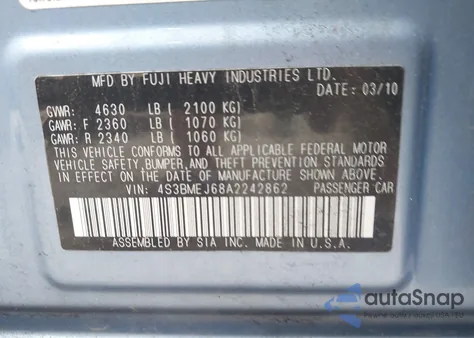 MFD BY FUJI HEAVY INDUSTRIES LTD.
DATE: 03/10
GVWR: 4630 LB ( 2100 KG)
GAWR: F 2360 LB ( 1070 KG)
GAWR: R 2340 LB ( 1060 KG)
THIS VEHICLE CONFORMS TO ALL APPLICABLE FEDERAL MOTOR
VEHICLE SAFETY, BUMPER, AND THEFT PREVENTION STANDARDS
IN EFFECT ON THE DATE OF MANUFACTURE SHOWN ABOVE.
VIN: 4S3BMEJ68A2242862 PASSENGER CAR
ASSEMBLED BY SIA INC. MADE IN U.S.A.
autoSnap